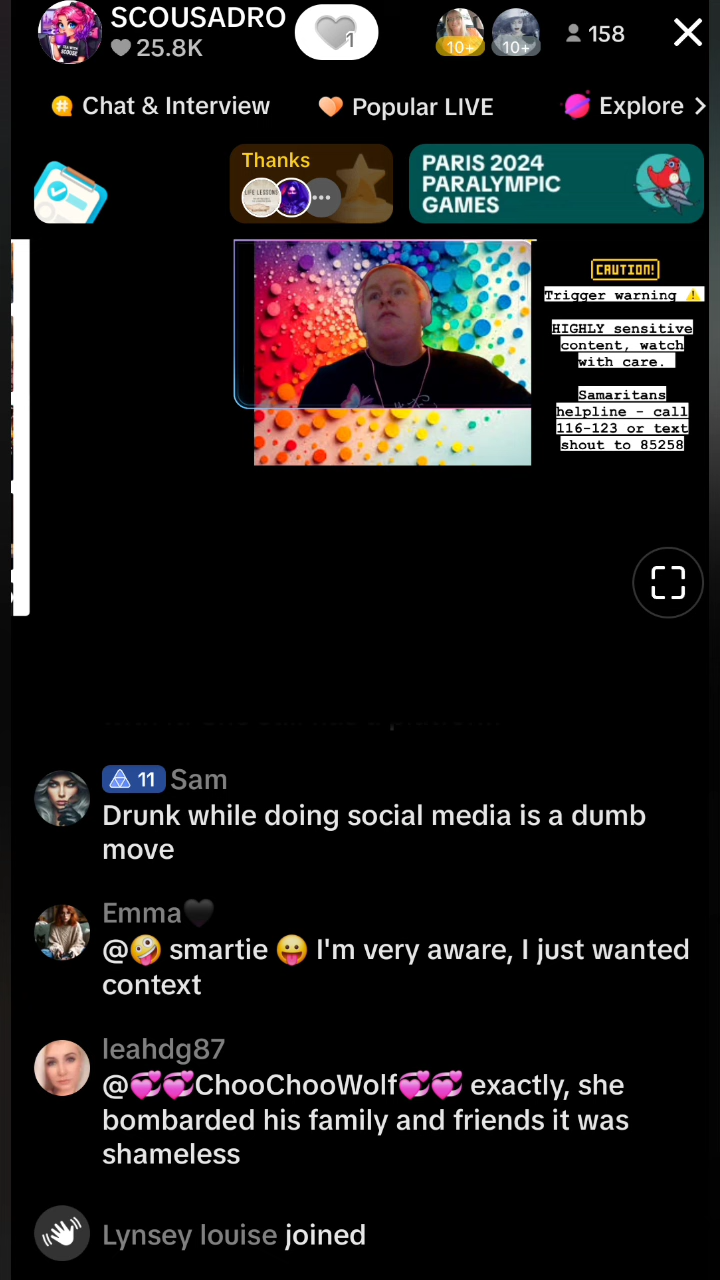 SCOUSADRO
25.8K
1
10+
10+
158
Chat & Interview
Popular LIVE
Explore
Thanks
LIFE LESSONS
PARIS 2024
PARALYMPIC
GAMES
CAUTION!
Trigger warning ⚠️
HIGHLY sensitive
content, watch
with care.
Samaritans
helpline - call
116-123 or text
shout to 85258
11 Sam
Drunk while doing social media is a dumb
move
Emma🖤
@🤪 smartie 😛 I'm very aware, I just wanted
context
leahdg87
@💞💞ChooChooWolf💞💞 exactly, she
bombarded his family and friends it was
shameless
Lynsey louise joined